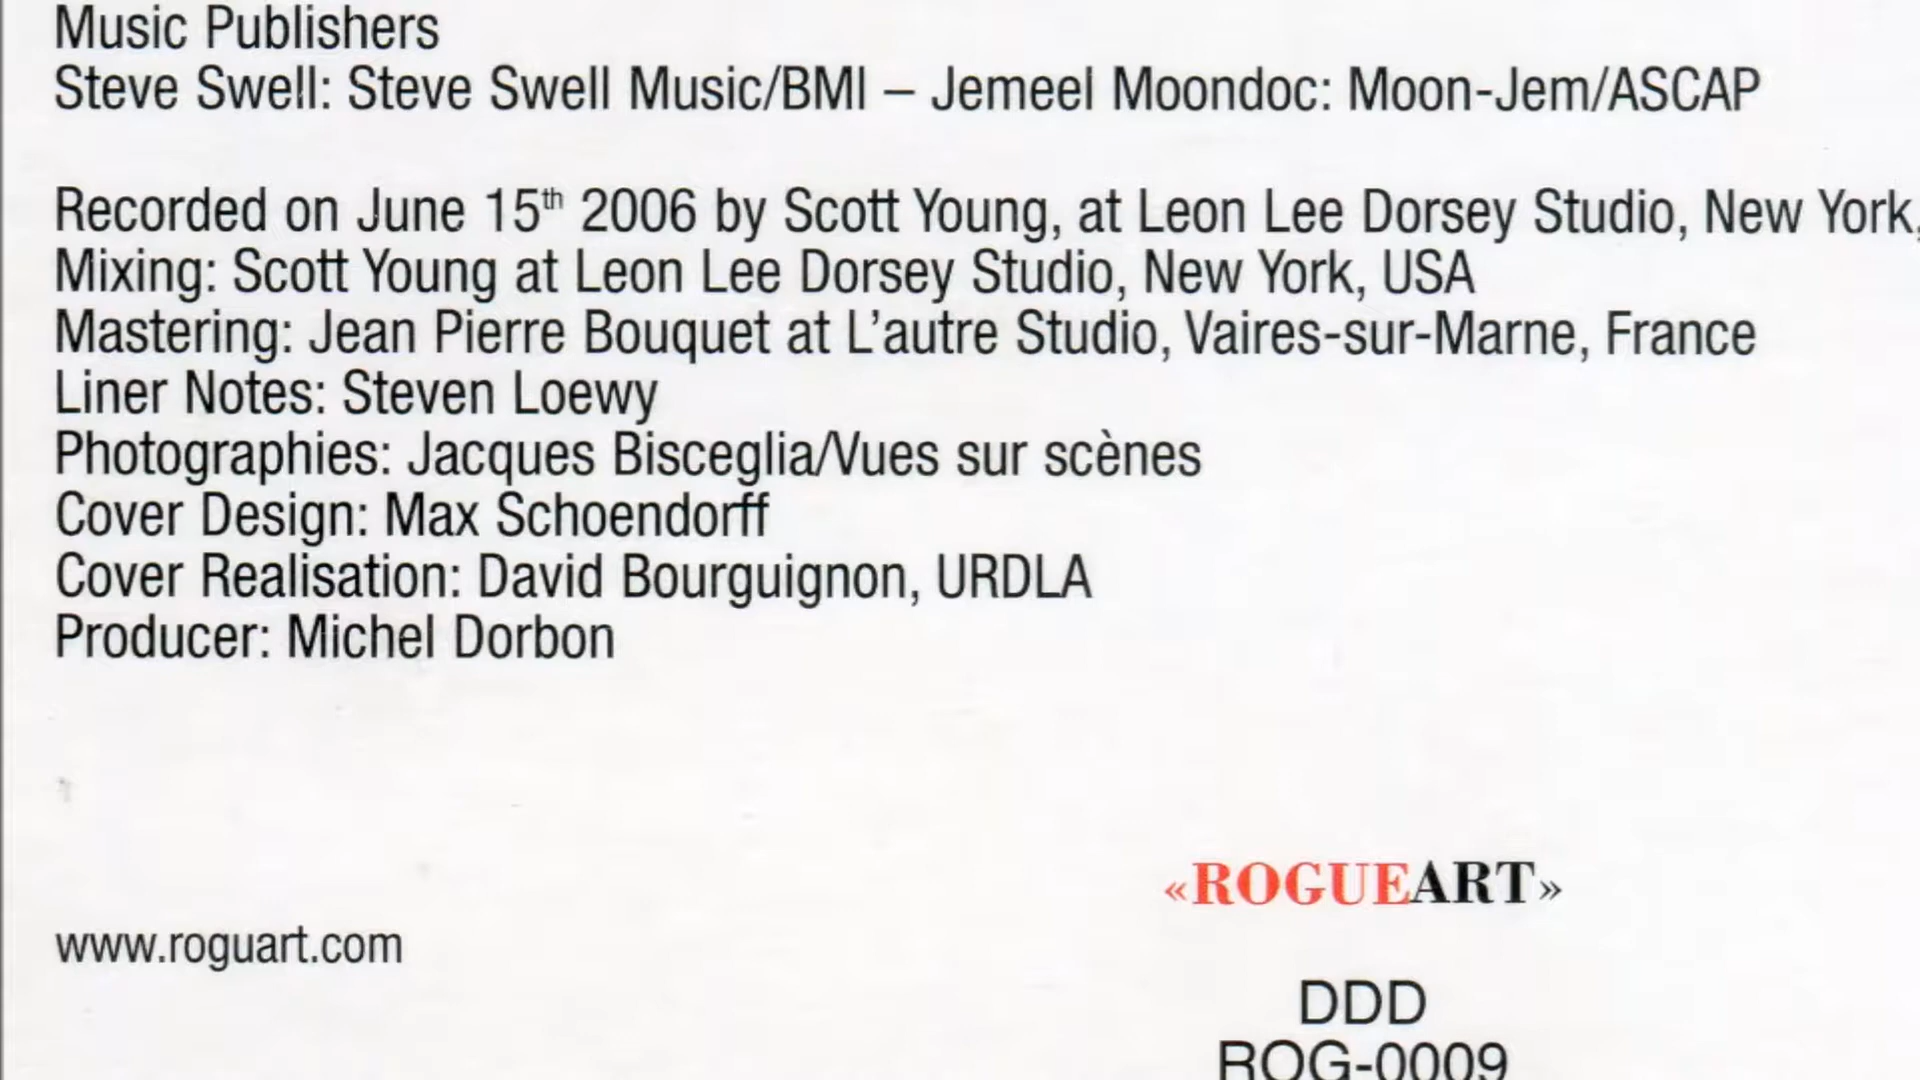 Music Publishers
Steve Swell: Steve Swell Music/BMI – Jemeel Moondoc: Moon-Jem/ASCAP
Recorded on June 15th 2006 by Scott Young, at Leon Lee Dorsey Studio, New York,
Mixing: Scott Young at Leon Lee Dorsey Studio, New York, USA
Mastering: Jean Pierre Bouquet at L’autre Studio, Vaires-sur-Marne, France
Liner Notes: Steven Loewy
Photographies: Jacques Bisceglia/Vues sur scènes
Cover Design: Max Schoendorff
Cover Realisation: David Bourguignon, URDLA
Producer: Michel Dorbon
«ROGUEART»
www.roguart.com
DDD
ROG-0009